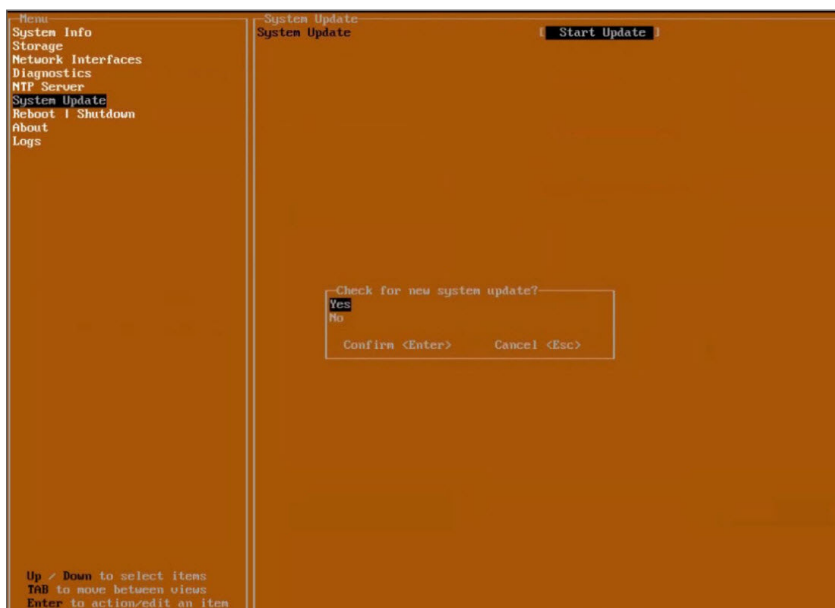 Menu
System Info
Storage
Network Interfaces
Diagnostics
NTP Server
System Update
Reboot | Shutdown
About
Logs
Up / Down to select items
TAB to move between views
Enter to action/edit an item
System Update
System Update [ Start Update ]
Check for new system update?
Yes
No
Confirm <Enter> Cancel <Esc>